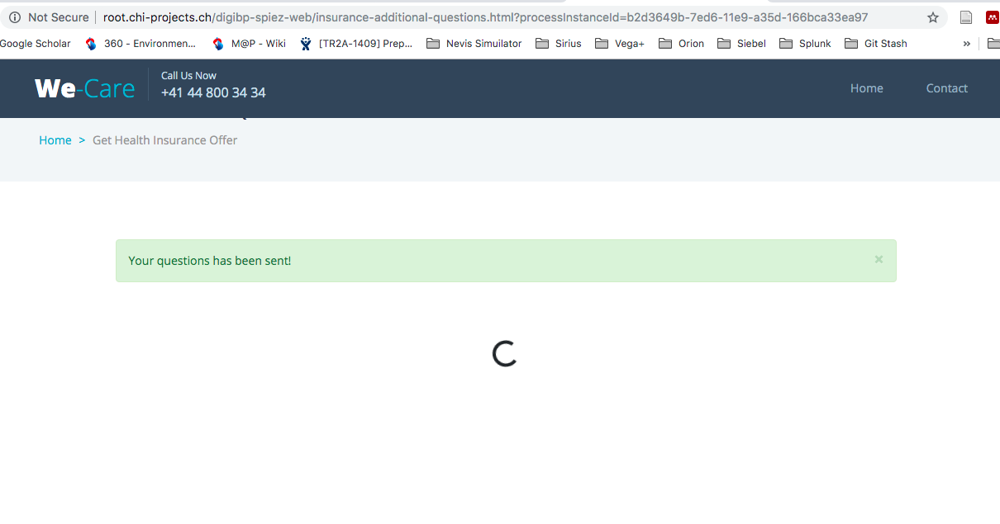 Not Secure root.chi-projects.ch/digibp-spiez-web/insurance-additional-questions.html?processInstanceId=b2d3649b-7ed6-11e9-a35d-166bca33ea97
Google Scholar 360 - Environmen... M@P - Wiki [TR2A-1409] Prep... Nevis Simuilator Sirius Vega+ Orion Siebel Splunk Git Stash »
We-Care
Call Us Now
+41 44 800 34 34
Home Contact
Home > Get Health Insurance Offer
Your questions has been sent! ×